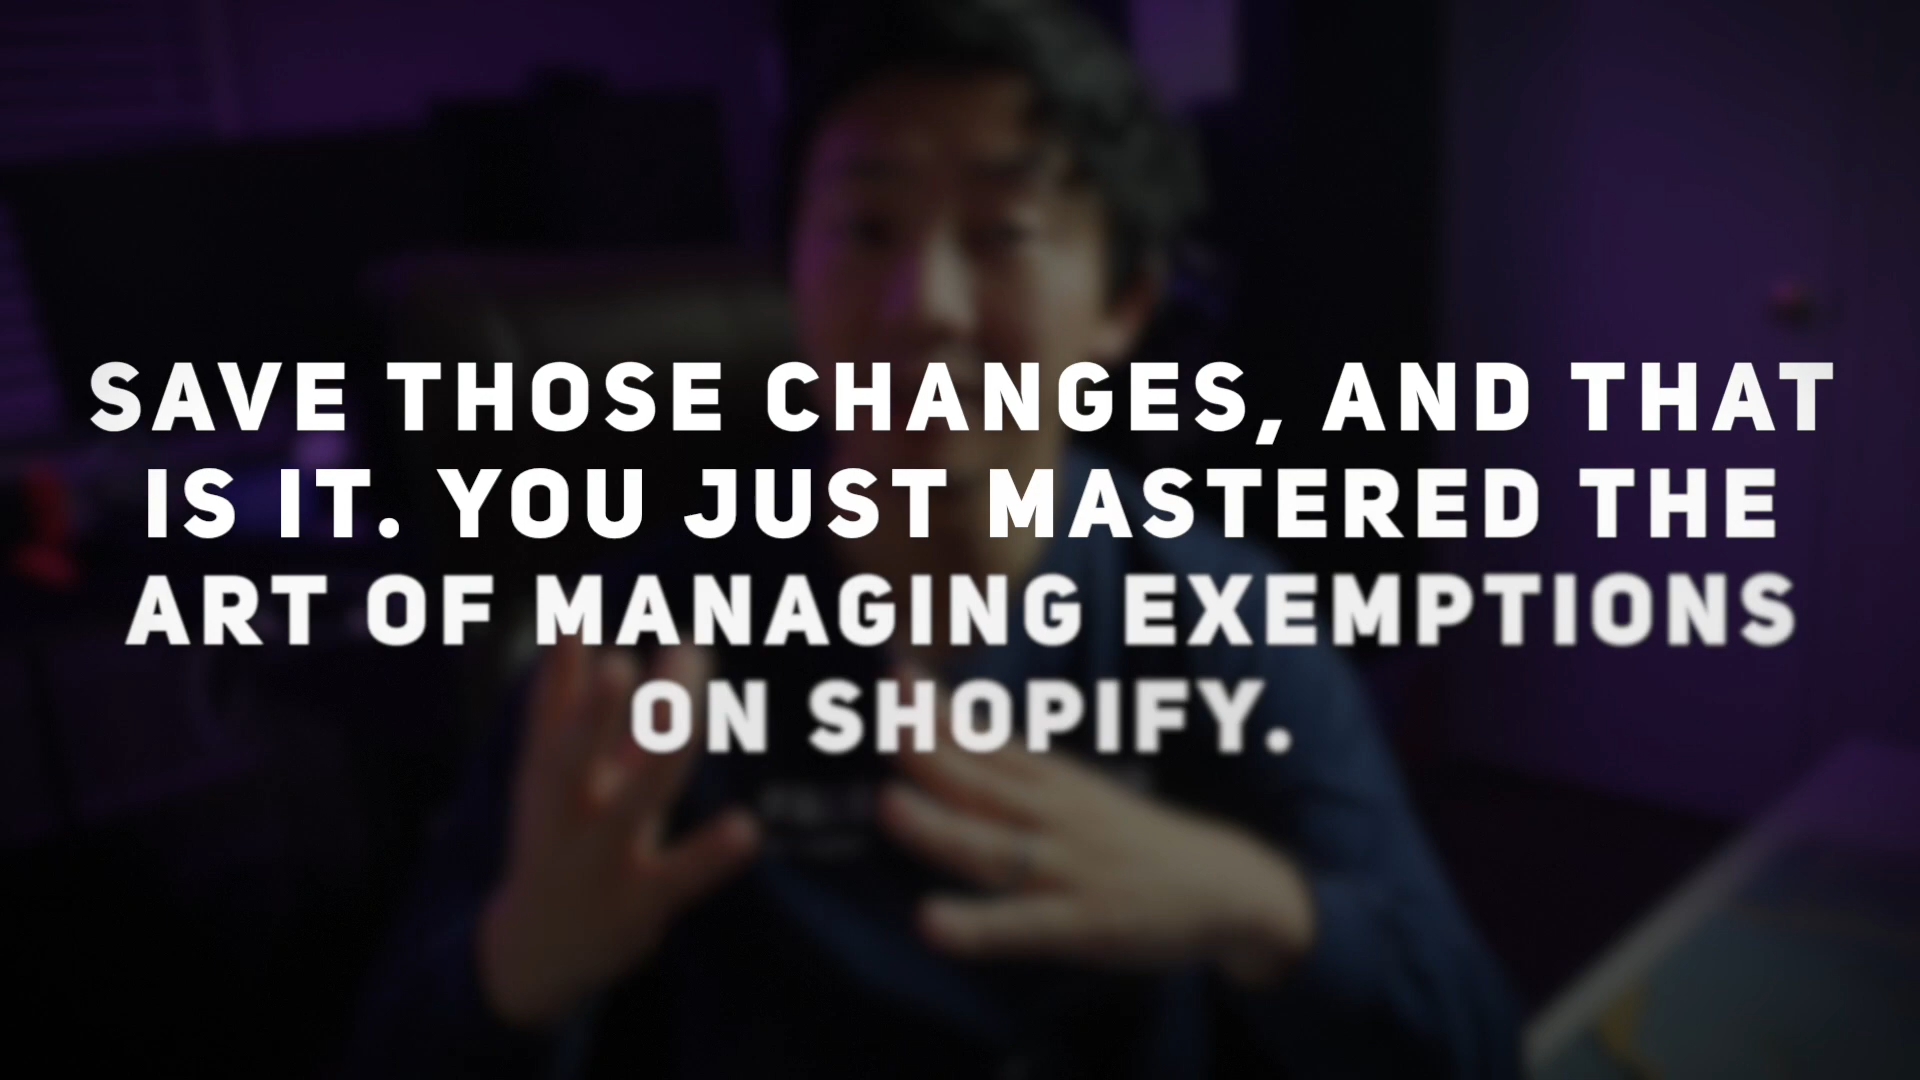 SAVE THOSE CHANGES, AND THAT
IS IT. YOU JUST MASTERED THE
ART OF MANAGING EXEMPTIONS
ON SHOPIFY.